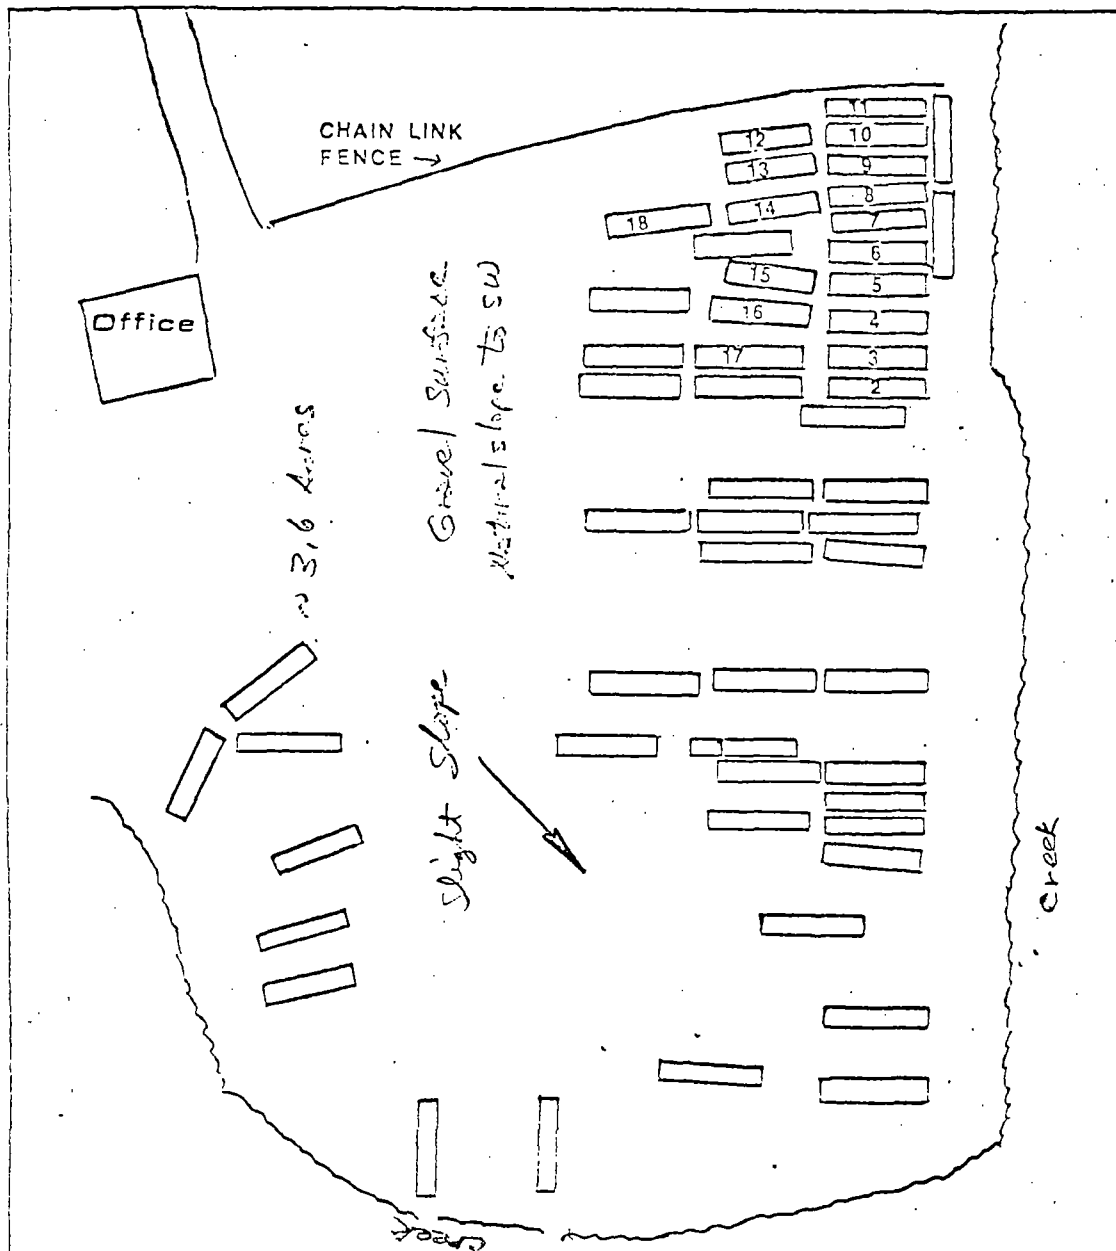 CHAIN LINK
FENCE →
11
10
12
9
13
8
14
7
18
6
15
5
16
4
17
3
2
Office
Gravel Surface
Natural slope to SW
~ 3.6 Acres
Slight Slope
Creek
Creek